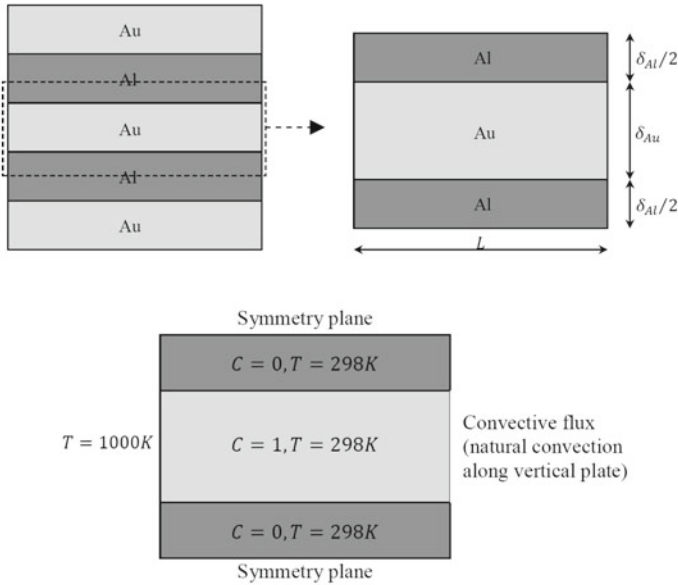 Au
Al
Au
Al
Au
Al
Au
Al
δ_Al/2
δ_Au
δ_Al/2
L
Symmetry plane
C = 0, T = 298K
T = 1000K
C = 1, T = 298K
Convective flux
(natural convection
along vertical plate)
C = 0, T = 298K
Symmetry plane